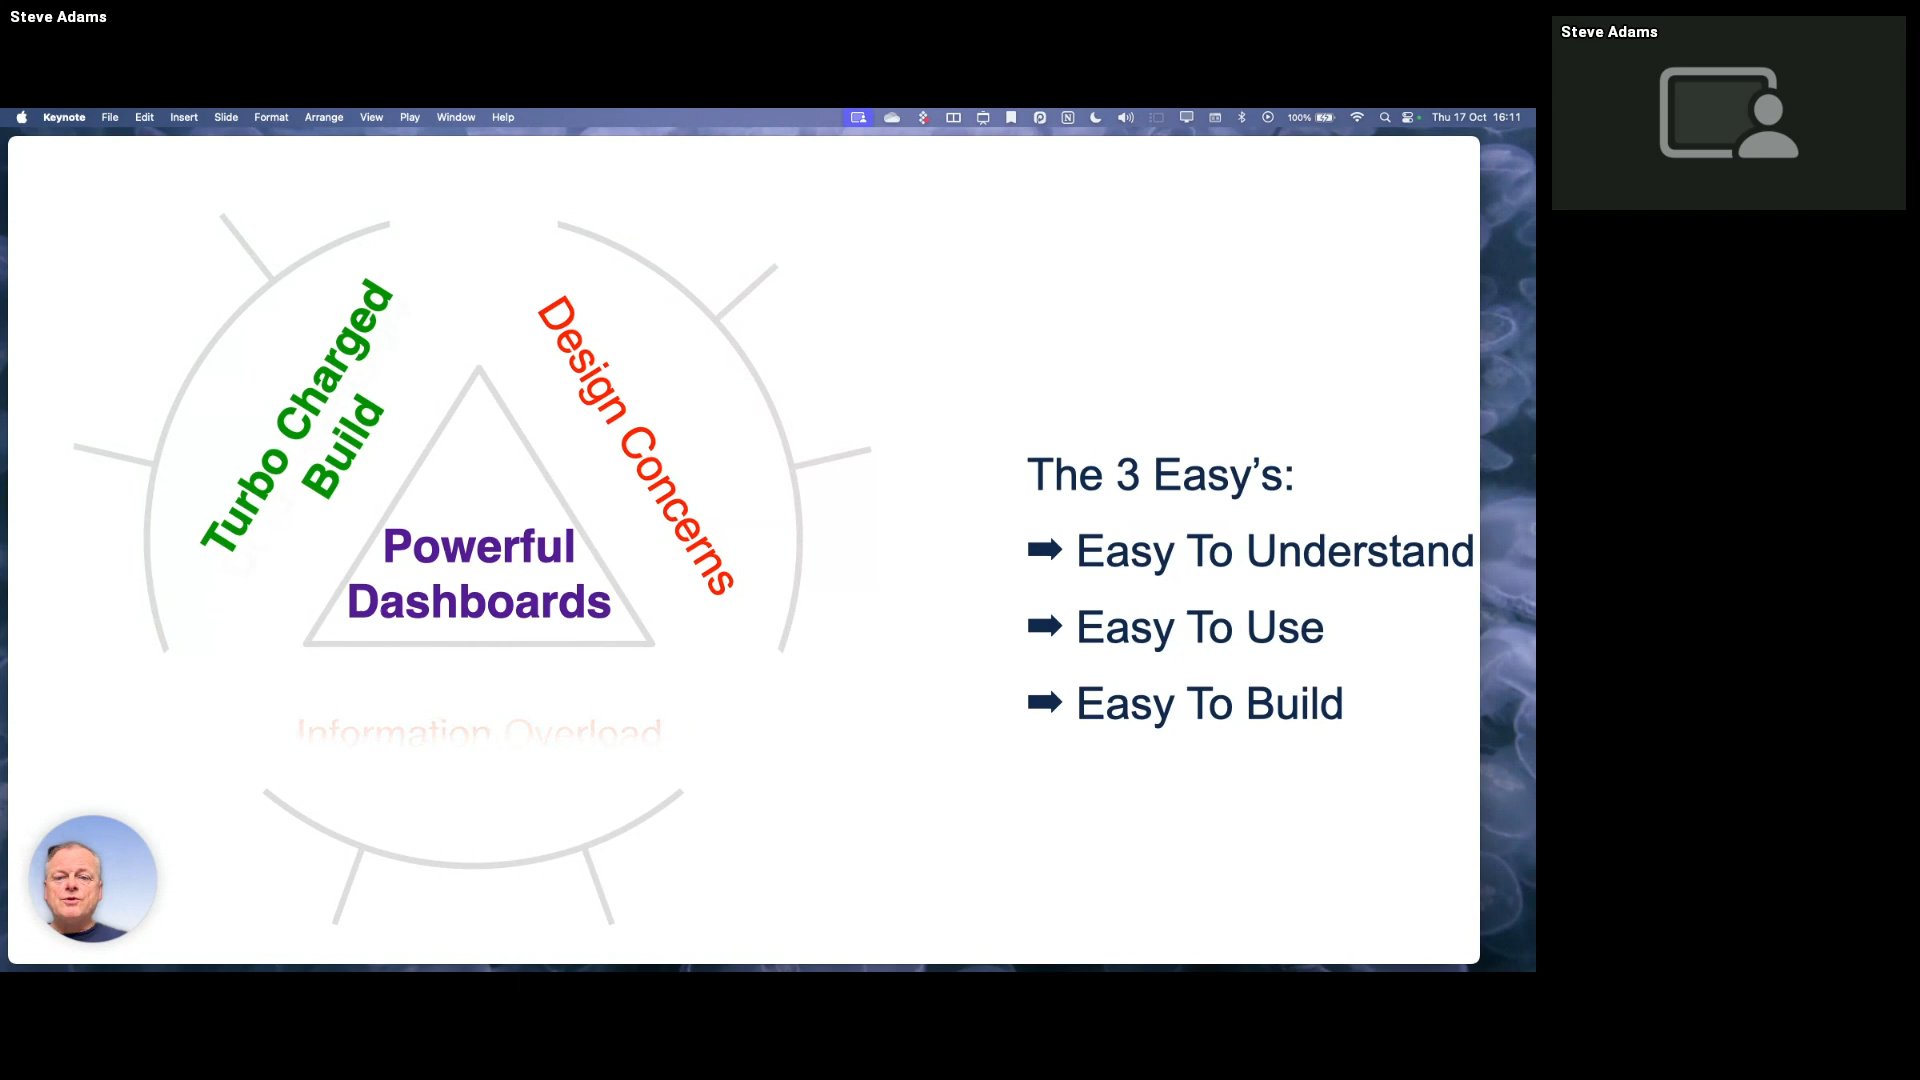 Steve Adams
Steve Adams
Keynote File Edit Insert Slide Format Arrange View Play Window Help
100% Thu 17 Oct 16:11
Turbo Charged
Build
Design Concerns
Powerful
Dashboards
Information Overload
The 3 Easy’s:
➡ Easy To Understand
➡ Easy To Use
➡ Easy To Build